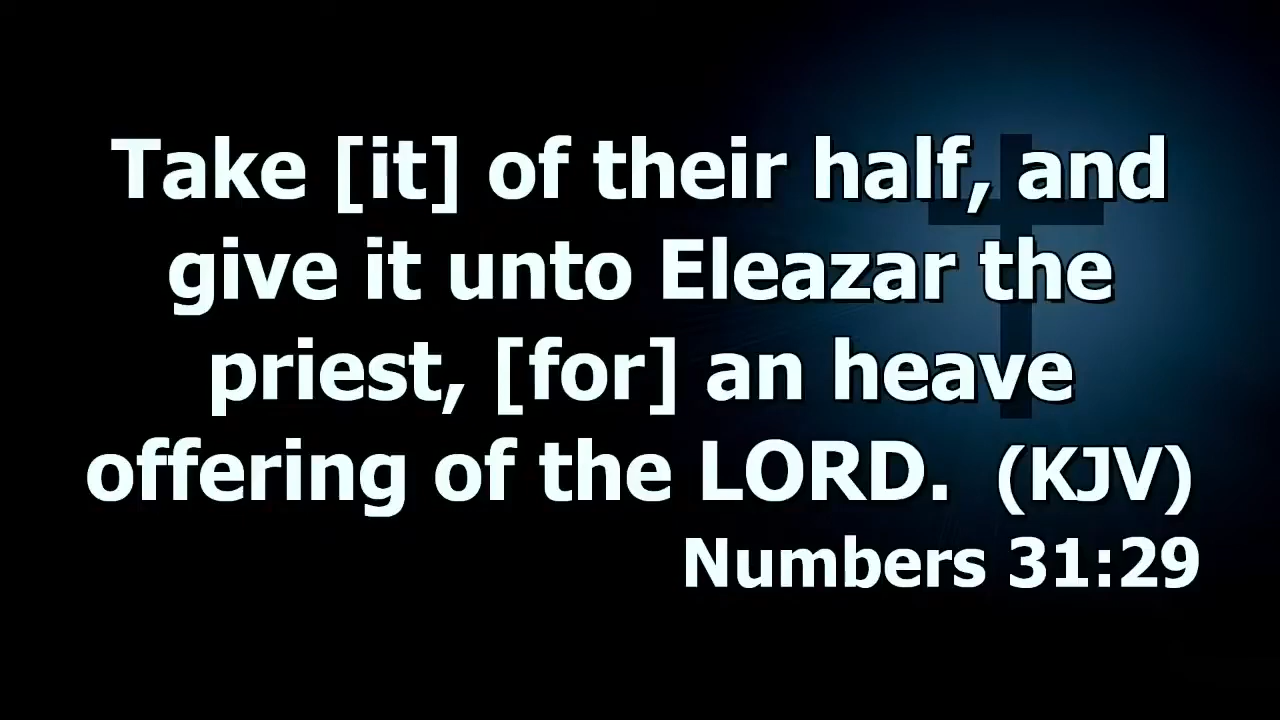 Take [it] of their half, and
give it unto Eleazar the
priest, [for] an heave
offering of the LORD. (KJV)
Numbers 31:29